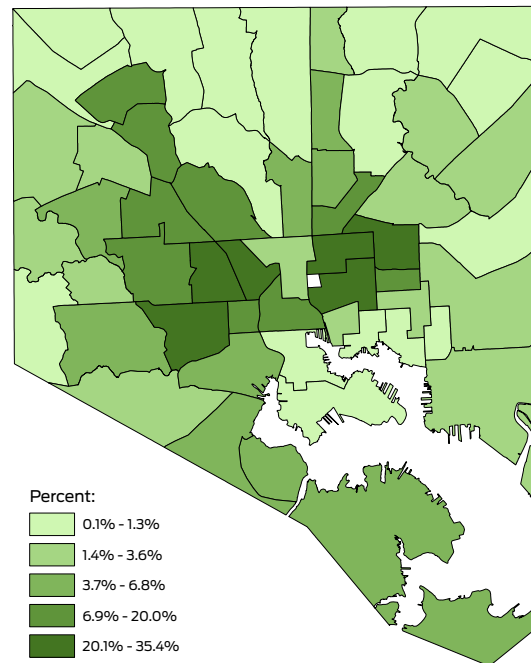 Percent:
0.1% - 1.3%
1.4% - 3.6%
3.7% - 6.8%
6.9% - 20.0%
20.1% - 35.4%